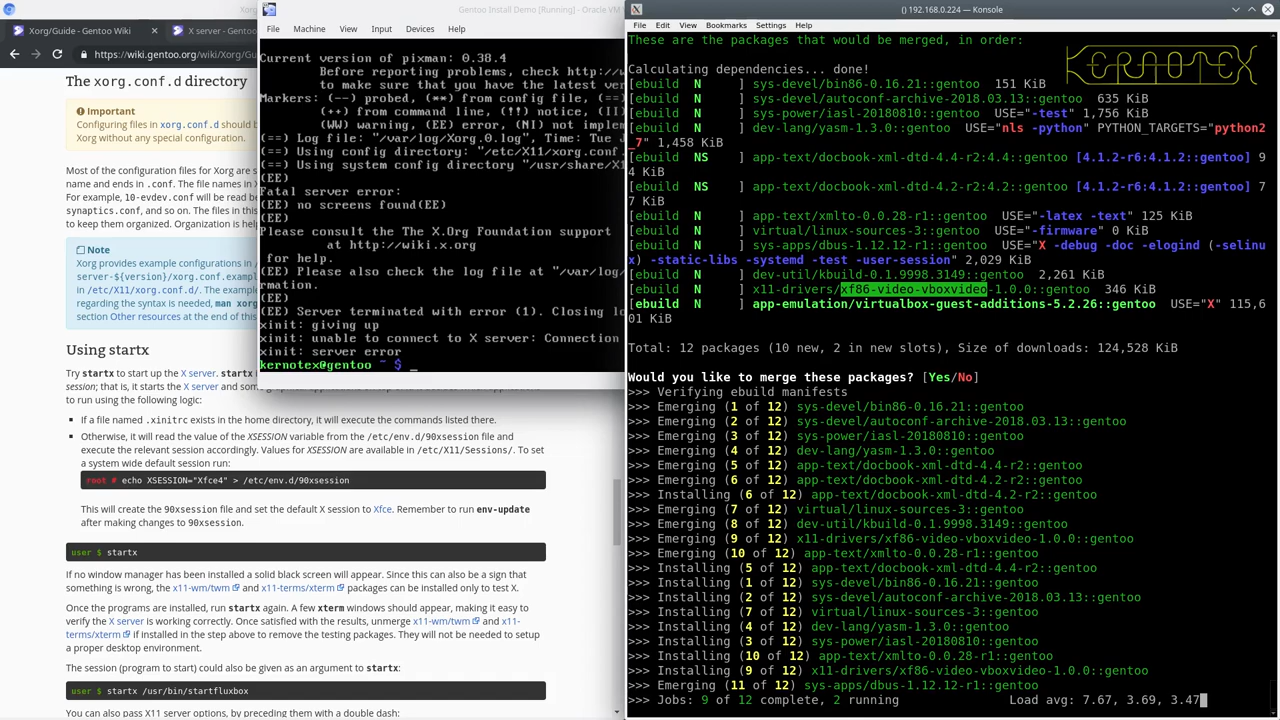 Xorg
Xorg/Guide - Gentoo Wiki
X server - Gentoo
https://wiki.gentoo.org/wiki/Xorg/Gu
The xorg.conf.d directory
Important
Configuring files in xorg.conf.d should b
Xorg without any special configuration.
Most of the configuration files for Xorg are s
name and ends in .conf. The file names in X
For example, 10-evdev.conf will be read be
synaptics.conf, and so on. The files in this
to keep them organized. Organization is he
Note
Xorg provides example configurations in /
server-${version}/xorg.conf.examp
in /etc/X11/xorg.conf.d/. The example
regarding the syntax is needed, man xorg
section Other resources at the end of this
Using startx
Try startx to start up the X server.
session; that is, it starts the X server and som
to run using the following logic:
If a file named .xinitrc exists in the home directory, it will execute the commands listed there.
Otherwise, it will read the value of the XSESSION variable from the /etc/env.d/90xsession file and
execute the relevant session accordingly. Values for XSESSION are available in /etc/X11/Sessions/. To set
a system wide default session run:
root # echo XSESSION="Xfce4" > /etc/env.d/90xsession
This will create the 90xsession file and set the default X session to Xfce. Remember to run env-update
after making changes to 90xsession.
user $ startx
If no window manager has been installed a solid black screen will appear. Since this can also be a sign that
something is wrong, the x11-wm/twm and x11-terms/xterm packages can be installed only to test X.
Once the programs are installed, run startx again. A few xterm windows should appear, making it easy to
verify the X server is working correctly. Once satisfied with the results, unmerge x11-wm/twm and x11-
terms/xterm if installed in the step above to remove the testing packages. They will not be needed to setup
a proper desktop environment.
The session (program to start) could also be given as an argument to startx:
user $ startx /usr/bin/startfluxbox
You can also pass X11 server options, by preceding them with a double dash:
Gentoo Install Demo [Running] - Oracle VM
File Machine View Input Devices Help
Current version of pixman: 0.38.4
Before reporting problems, check http://w
to make sure that you have the latest ver
Markers: (--) probed, (**) from config file, (==)
(++) from command line, (!!) notice, (II)
(WW) warning, (EE) error, (NI) not implem
(==) Log file: "/var/log/Xorg.0.log", Time: Tue J
(==) Using config directory: "/etc/X11/xorg.conf.
(==) Using system config directory "/usr/share/X1
(EE)
Fatal server error:
(EE) no screens found(EE)
(EE)
Please consult the The X.Org Foundation support
at http://wiki.x.org
for help.
(EE) Please also check the log file at "/var/log/
rmation.
(EE)
(EE) Server terminated with error (1). Closing lo
xinit: giving up
xinit: unable to connect to X server: Connection
xinit: server error
kernotex@gentoo ~ $ _
() 192.168.0.224 — Konsole
File Edit View Bookmarks Settings Help
KERNOTEX
These are the packages that would be merged, in order:
Calculating dependencies... done!
[ebuild  N     ] sys-devel/bin86-0.16.21::gentoo  151 KiB
[ebuild  N     ] sys-devel/autoconf-archive-2018.03.13::gentoo  635 KiB
[ebuild  N     ] sys-power/iasl-20180810::gentoo  USE="-test" 1,756 KiB
[ebuild  N     ] dev-lang/yasm-1.3.0::gentoo  USE="nls -python" PYTHON_TARGETS="python2
_7" 1,458 KiB
[ebuild  NS    ] app-text/docbook-xml-dtd-4.4-r2:4.4::gentoo [4.1.2-r6:4.1.2::gentoo] 9
4 KiB
[ebuild  NS    ] app-text/docbook-xml-dtd-4.2-r2:4.2::gentoo [4.1.2-r6:4.1.2::gentoo] 7
7 KiB
[ebuild  N     ] app-text/xmlto-0.0.28-r1::gentoo  USE="-latex -text" 125 KiB
[ebuild  N     ] virtual/linux-sources-3::gentoo  USE="-firmware" 0 KiB
[ebuild  N     ] sys-apps/dbus-1.12.12-r1::gentoo  USE="X -debug -doc -elogind (-selinu
x) -static-libs -systemd -test -user-session" 2,029 KiB
[ebuild  N     ] dev-util/kbuild-0.1.9998.3149::gentoo  2,261 KiB
[ebuild  N     ] x11-drivers/xf86-video-vboxvideo-1.0.0::gentoo  346 KiB
[ebuild  N     ] app-emulation/virtualbox-guest-additions-5.2.26::gentoo  USE="X" 115,6
01 KiB
Total: 12 packages (10 new, 2 in new slots), Size of downloads: 124,528 KiB
Would you like to merge these packages? [Yes/No]
>>> Verifying ebuild manifests
>>> Emerging (1 of 12) sys-devel/bin86-0.16.21::gentoo
>>> Emerging (2 of 12) sys-devel/autoconf-archive-2018.03.13::gentoo
>>> Emerging (3 of 12) sys-power/iasl-20180810::gentoo
>>> Emerging (4 of 12) dev-lang/yasm-1.3.0::gentoo
>>> Emerging (5 of 12) app-text/docbook-xml-dtd-4.4-r2::gentoo
>>> Emerging (6 of 12) app-text/docbook-xml-dtd-4.2-r2::gentoo
>>> Installing (6 of 12) app-text/docbook-xml-dtd-4.2-r2::gentoo
>>> Emerging (7 of 12) virtual/linux-sources-3::gentoo
>>> Emerging (8 of 12) dev-util/kbuild-0.1.9998.3149::gentoo
>>> Emerging (9 of 12) x11-drivers/xf86-video-vboxvideo-1.0.0::gentoo
>>> Emerging (10 of 12) app-text/xmlto-0.0.28-r1::gentoo
>>> Installing (5 of 12) app-text/docbook-xml-dtd-4.4-r2::gentoo
>>> Installing (1 of 12) sys-devel/bin86-0.16.21::gentoo
>>> Installing (2 of 12) sys-devel/autoconf-archive-2018.03.13::gentoo
>>> Installing (7 of 12) virtual/linux-sources-3::gentoo
>>> Installing (4 of 12) dev-lang/yasm-1.3.0::gentoo
>>> Installing (3 of 12) sys-power/iasl-20180810::gentoo
>>> Installing (10 of 12) app-text/xmlto-0.0.28-r1::gentoo
>>> Installing (9 of 12) x11-drivers/xf86-video-vboxvideo-1.0.0::gentoo
>>> Emerging (11 of 12) sys-apps/dbus-1.12.12-r1::gentoo
>>> Jobs: 9 of 12 complete, 2 running               Load avg: 7.67, 3.69, 3.47